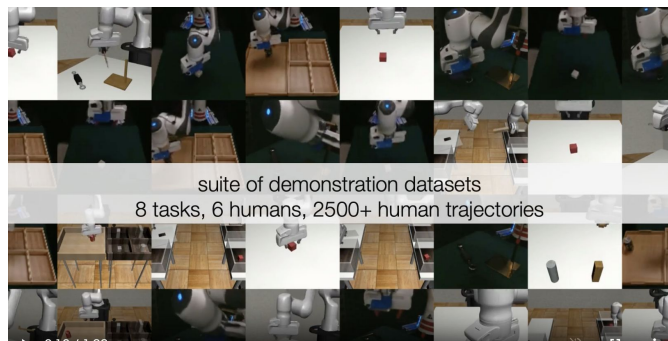 suite of demonstration datasets
8 tasks, 6 humans, 2500+ human trajectories